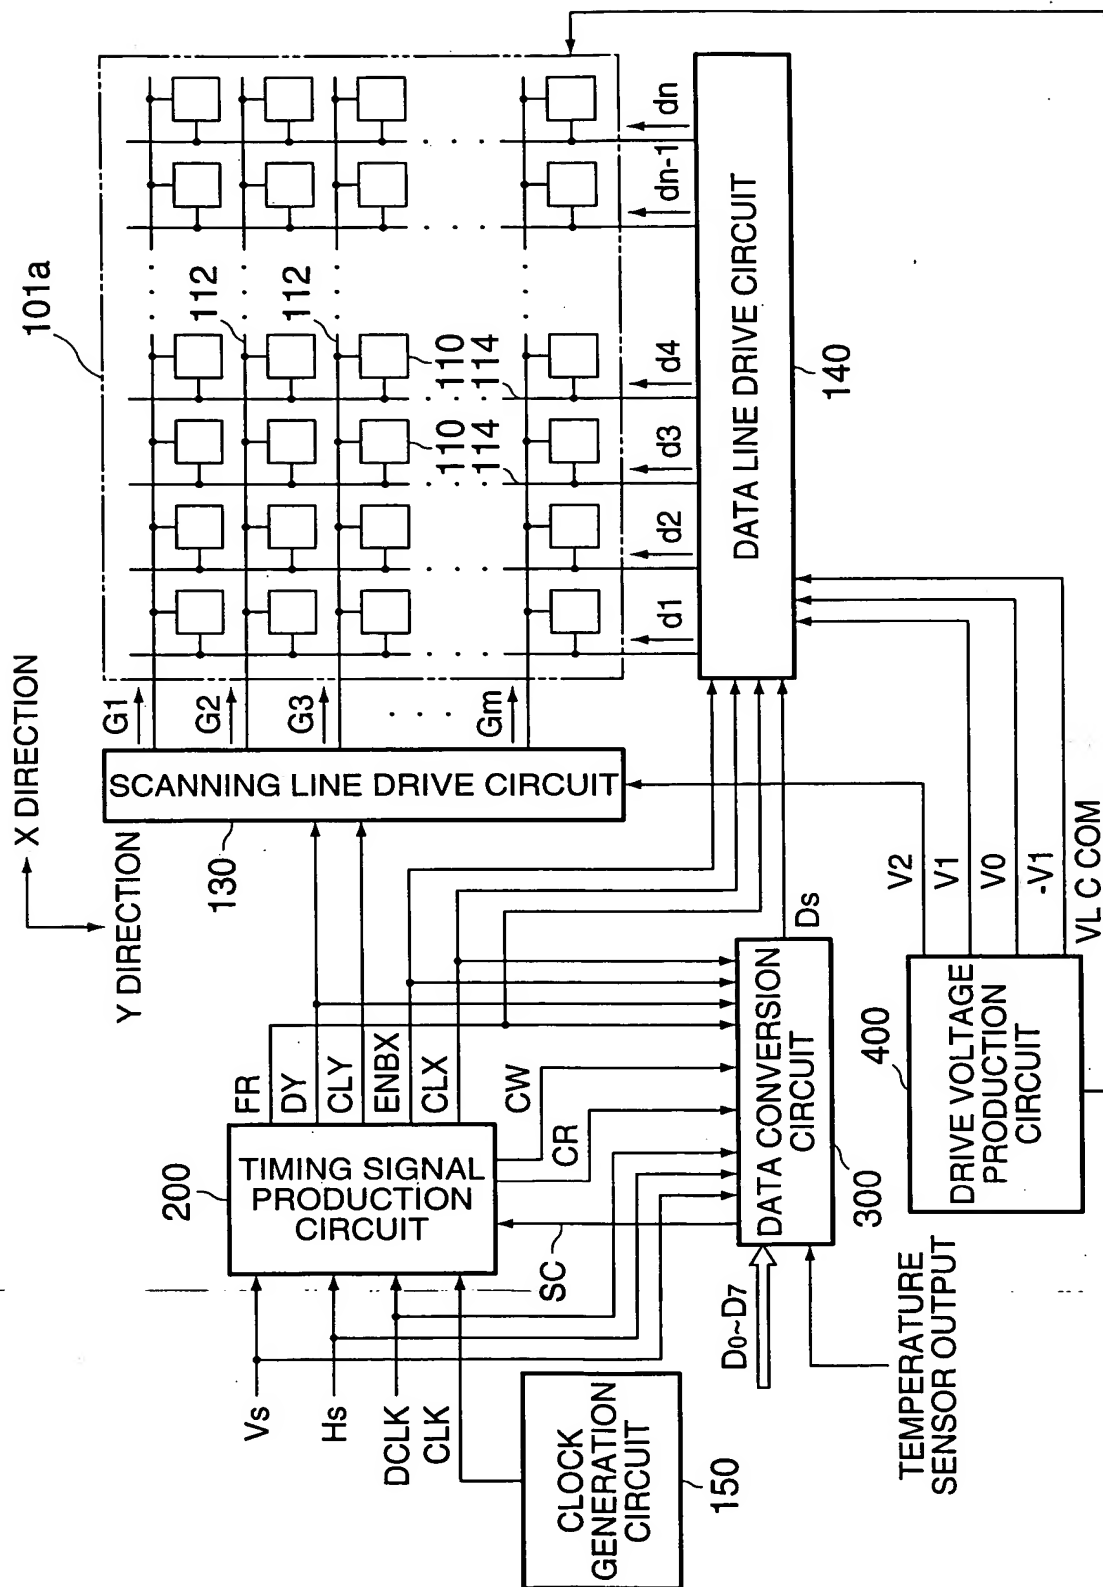 X DIRECTION
Y DIRECTION
101a
112
112
110
114
110
114
G1
G2
G3
. . .
Gm
SCANNING LINE DRIVE CIRCUIT
130
d1
d2
d3
d4
dn-1
dn
DATA LINE DRIVE CIRCUIT
140
FR
DY
CLY
ENBX
CLX
CW
CR
SC
200
TIMING SIGNAL
PRODUCTION
CIRCUIT
Vs
Hs
DCLK
CLK
CLOCK
GENERATION
CIRCUIT
150
D0~D7
DATA CONVERSION
CIRCUIT
300
Ds
TEMPERATURE
SENSOR OUTPUT
400
DRIVE VOLTAGE
PRODUCTION
CIRCUIT
V2
V1
V0
-V1
VL C COM